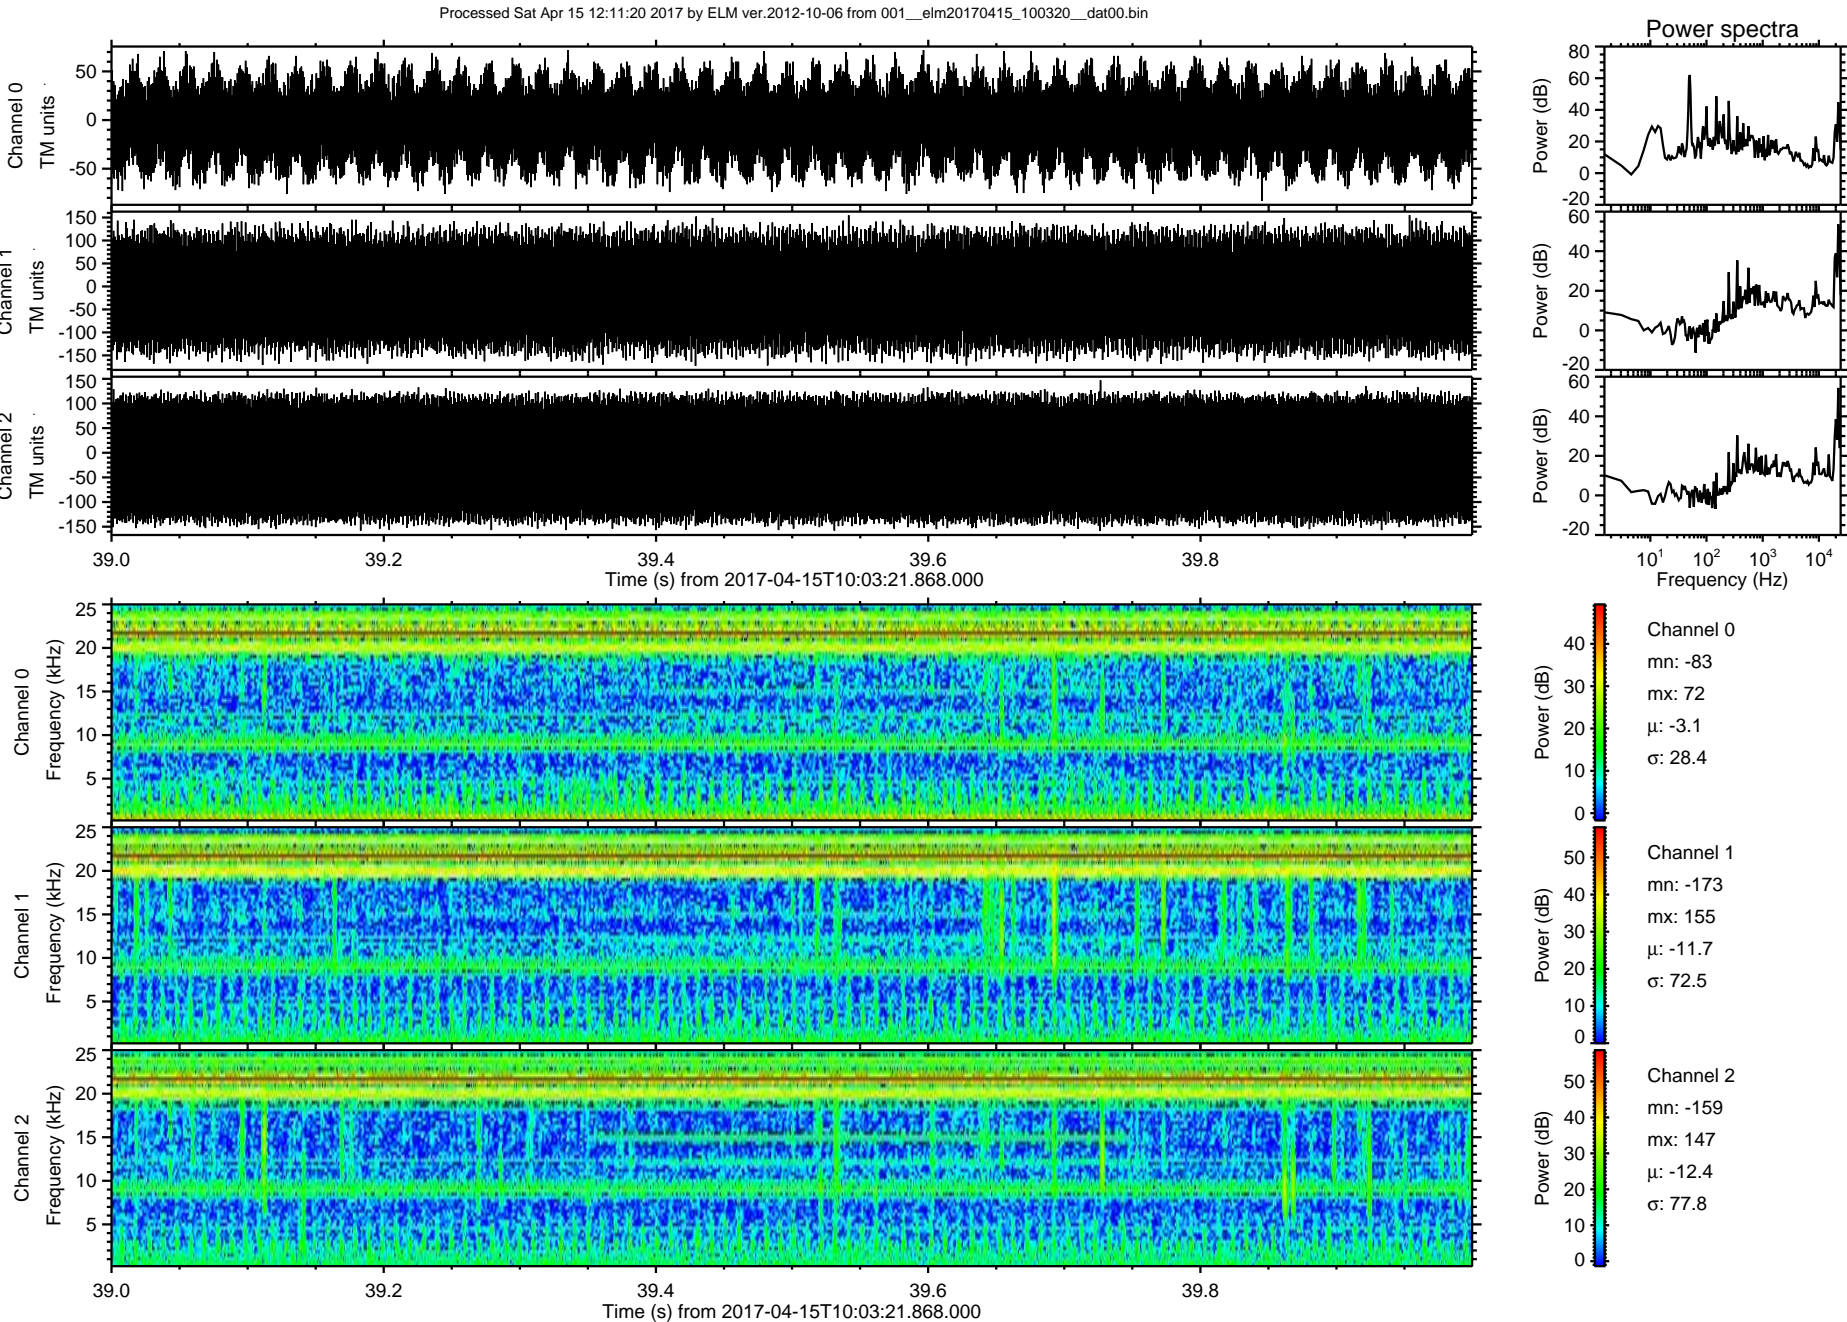 Processed Sat Apr 15 12:11:20 2017 by ELM ver.2012-10-06 from 001__elm20170415_100320__dat00.bin
Power spectra
Channel 0
TM units
50
0
-50
Power (dB)
80
60
40
20
0
-20
Channel 1
TM units
150
100
50
0
-50
-100
-150
Power (dB)
60
40
20
0
-20
Channel 2
TM units
150
100
50
0
-50
-100
-150
Power (dB)
60
40
20
0
-20
39.0 39.2 39.4 39.6 39.8
Time (s) from 2017-04-15T10:03:21.868.000
10¹ 10² 10³ 10⁴
Frequency (Hz)
Channel 0
Frequency (kHz)
25
20
15
10
5
Power (dB)
40
30
20
10
0
Channel 0
mn: -83
mx: 72
μ: -3.1
σ: 28.4
Channel 1
Frequency (kHz)
25
20
15
10
5
Power (dB)
50
40
30
20
10
0
Channel 1
mn: -173
mx: 155
μ: -11.7
σ: 72.5
Channel 2
Frequency (kHz)
25
20
15
10
5
Power (dB)
50
40
30
20
10
0
Channel 2
mn: -159
mx: 147
μ: -12.4
σ: 77.8
39.0 39.2 39.4 39.6 39.8
Time (s) from 2017-04-15T10:03:21.868.000